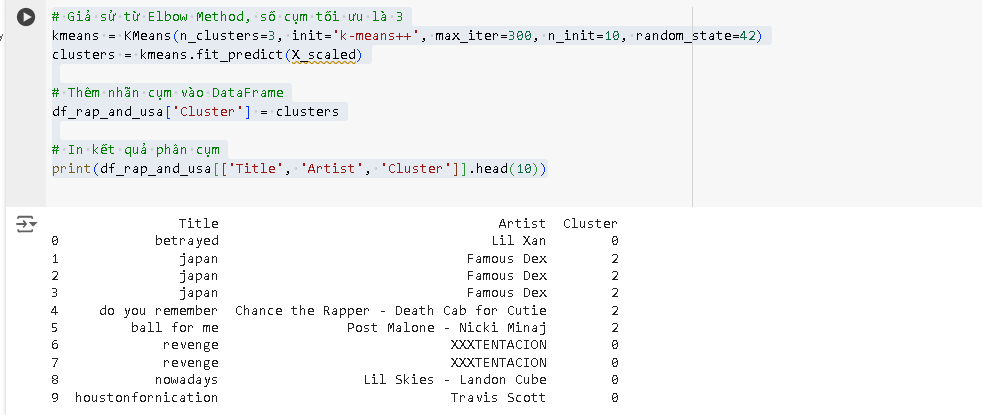 # Giả sử từ Elbow Method, số cụm tối ưu là 3
kmeans = KMeans(n_clusters=3, init='k-means++', max_iter=300, n_init=10, random_state=42)
clusters = kmeans.fit_predict(X_scaled)
# Thêm nhãn cụm vào DataFrame
df_rap_and_usa['Cluster'] = clusters
# In kết quả phân cụm
print(df_rap_and_usa[['Title', 'Artist', 'Cluster']].head(10))
Title Artist Cluster
0 betrayed Lil Xan 0
1 japan Famous Dex 2
2 japan Famous Dex 2
3 japan Famous Dex 2
4 do you remember Chance the Rapper - Death Cab for Cutie 2
5 ball for me Post Malone - Nicki Minaj 2
6 revenge XXXTENTACION 0
7 revenge XXXTENTACION 0
8 nowadays Lil Skies - Landon Cube 0
9 houstonfornication Travis Scott 0